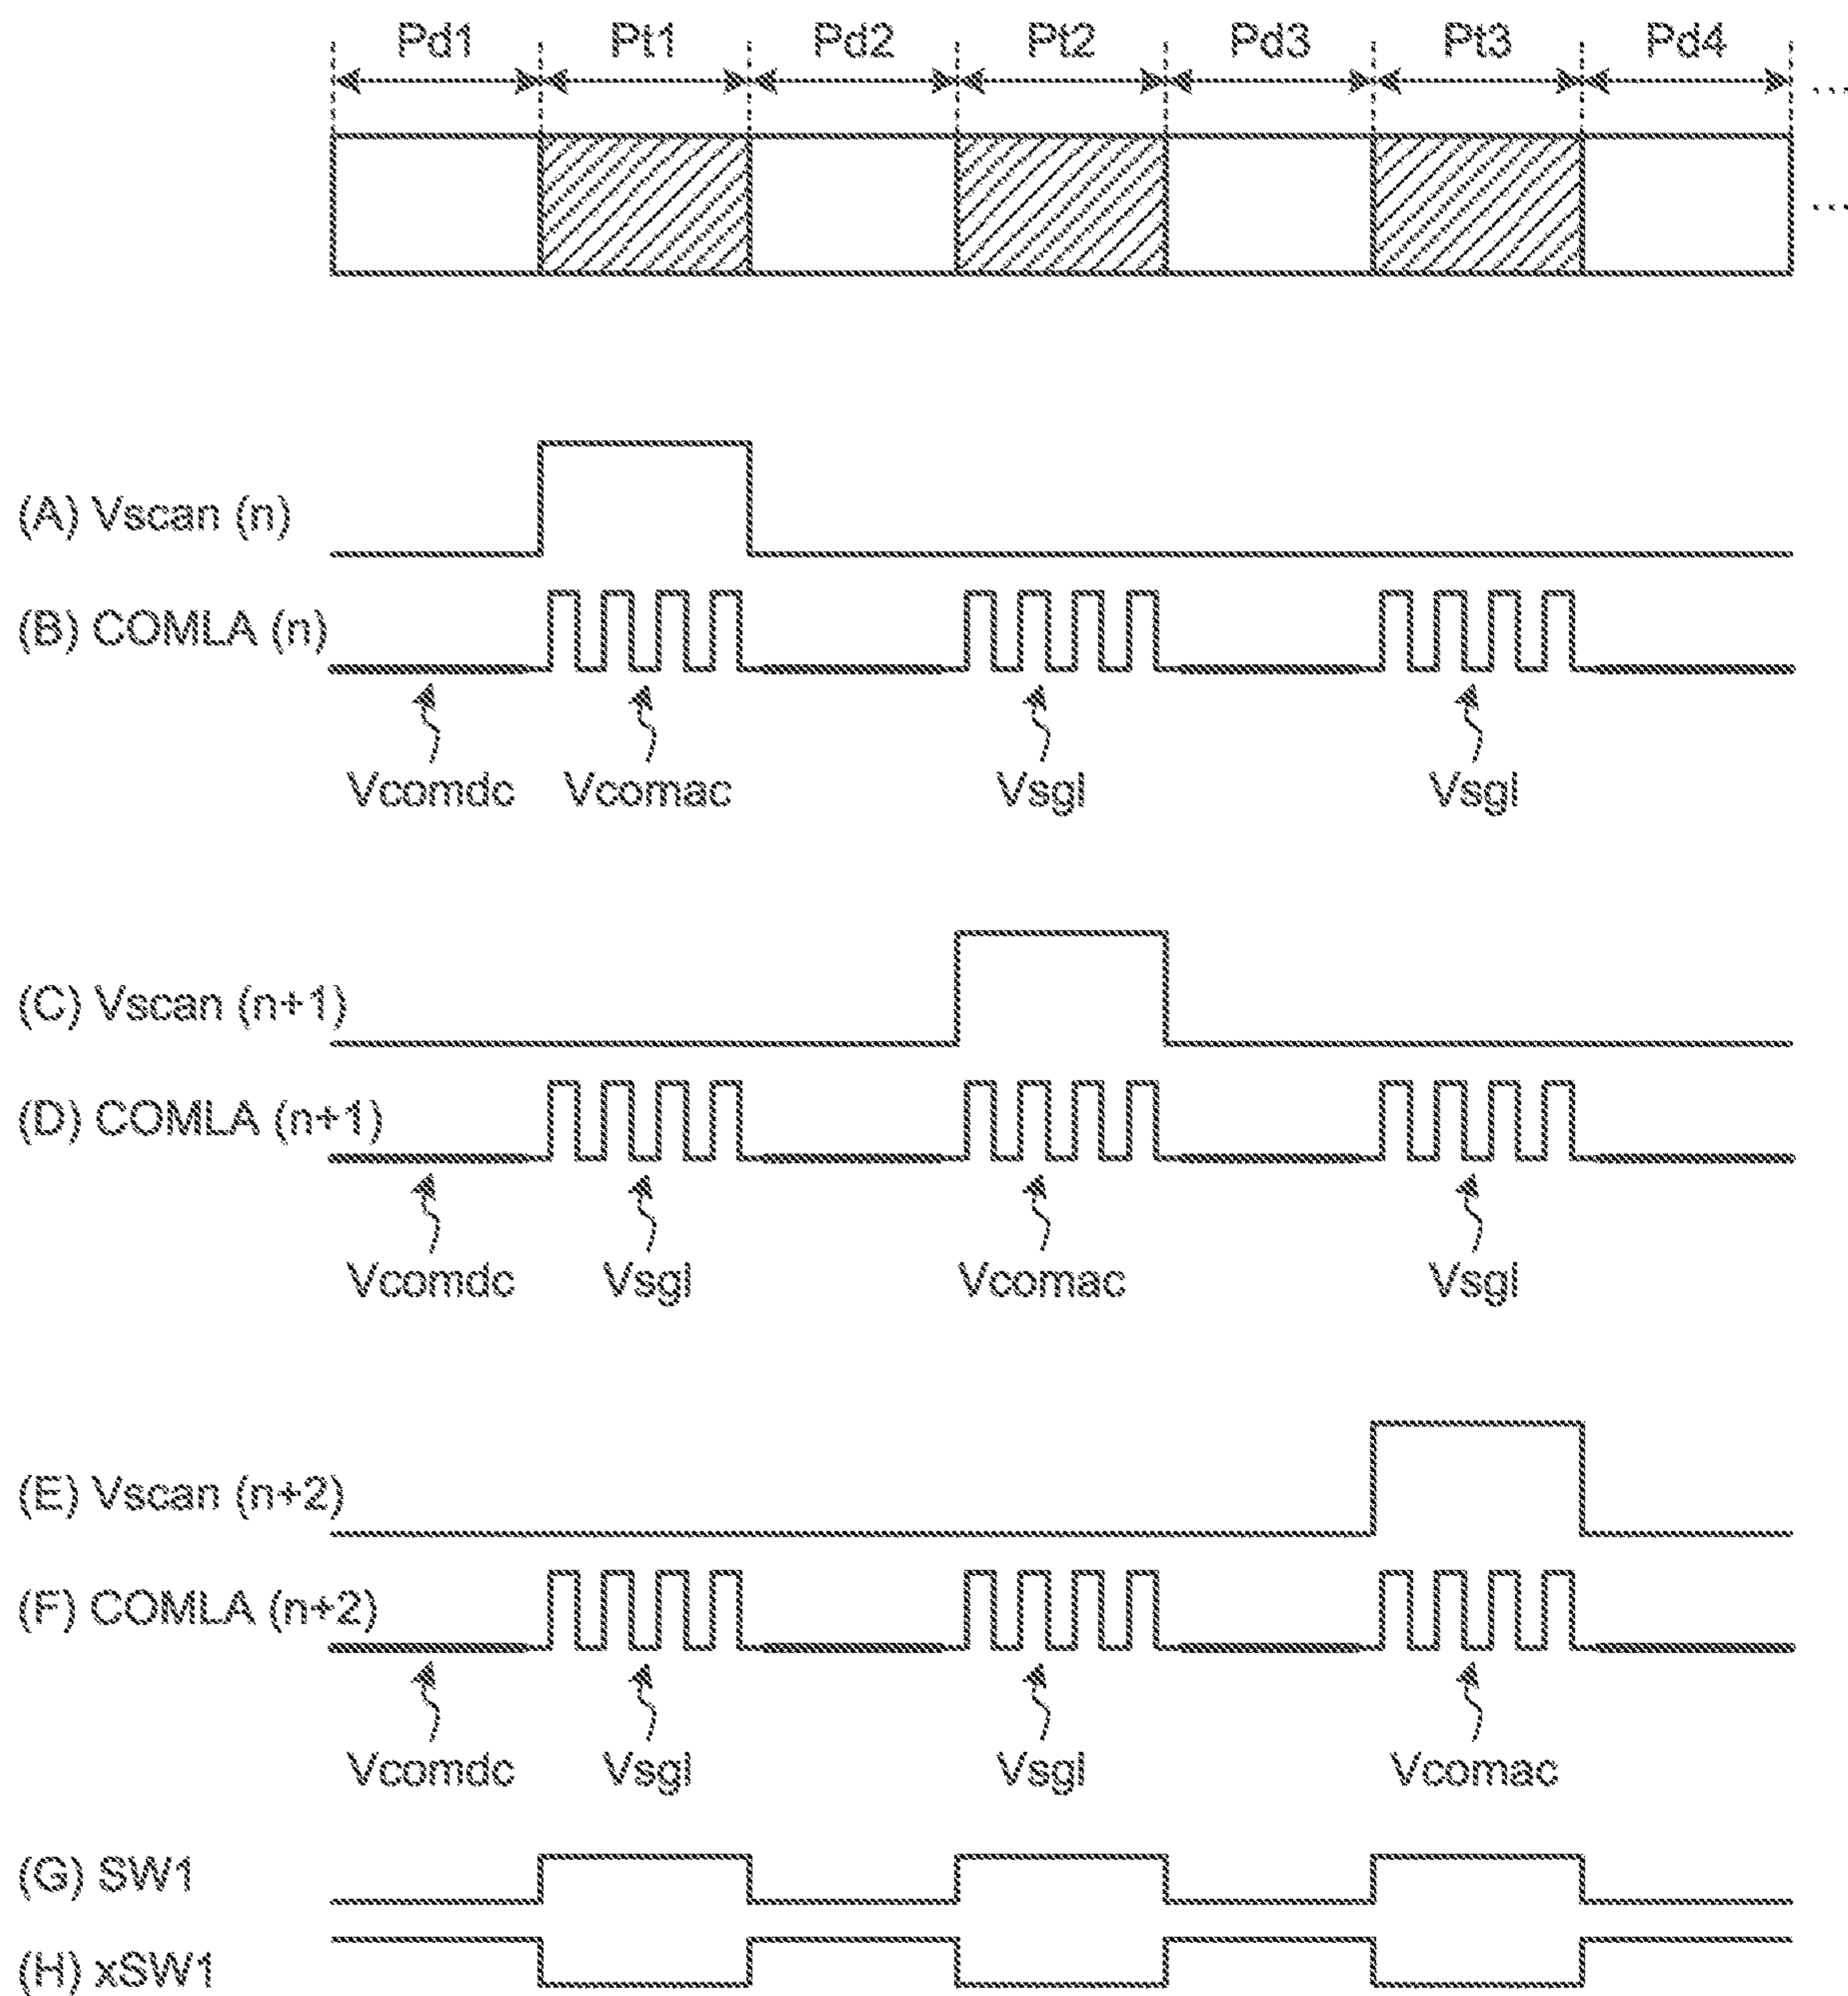 Pd1 Pt1 Pd2 Pt2 Pd3 Pt3 Pd4 ...
...
(A) Vscan (n)
(B) COMLA (n)
Vcomdc Vcomac Vsgl Vsgl
(C) Vscan (n+1)
(D) COMLA (n+1)
Vcomdc Vsgl Vcomac Vsgl
(E) Vscan (n+2)
(F) COMLA (n+2)
Vcomdc Vsgl Vsgl Vcomac
(G) SW1
(H) xSW1